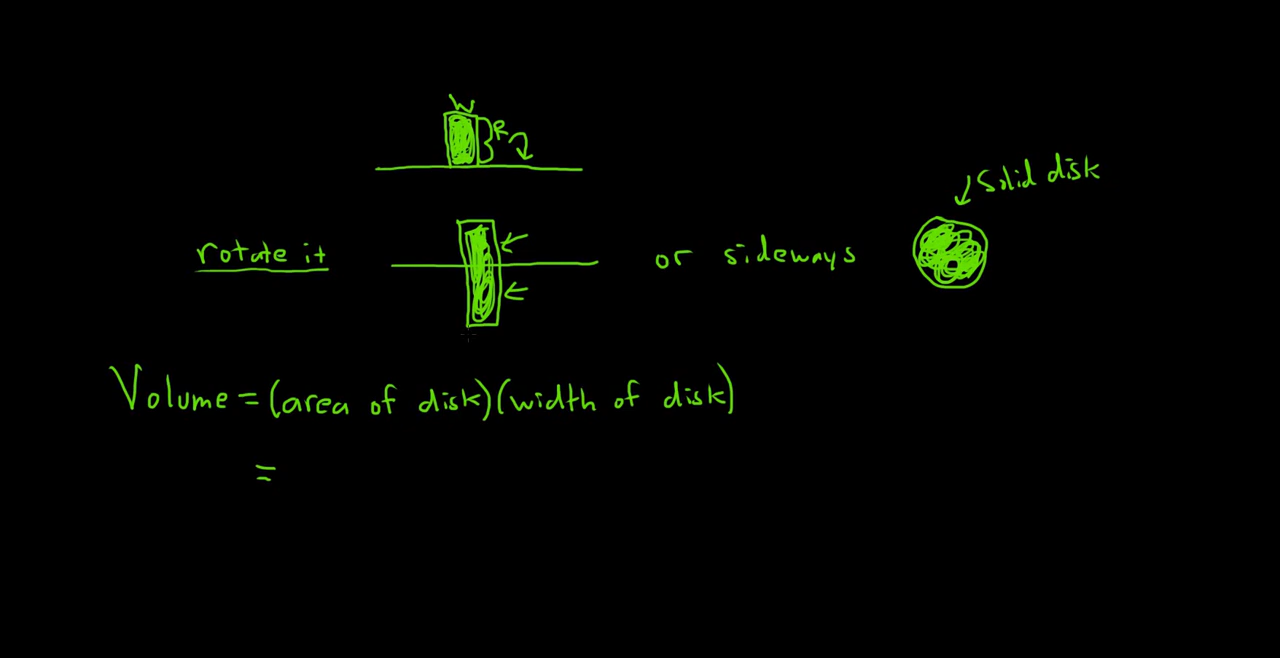 W
R
Solid disk
rotate it or sideways
Volume = (area of disk)(width of disk)
=